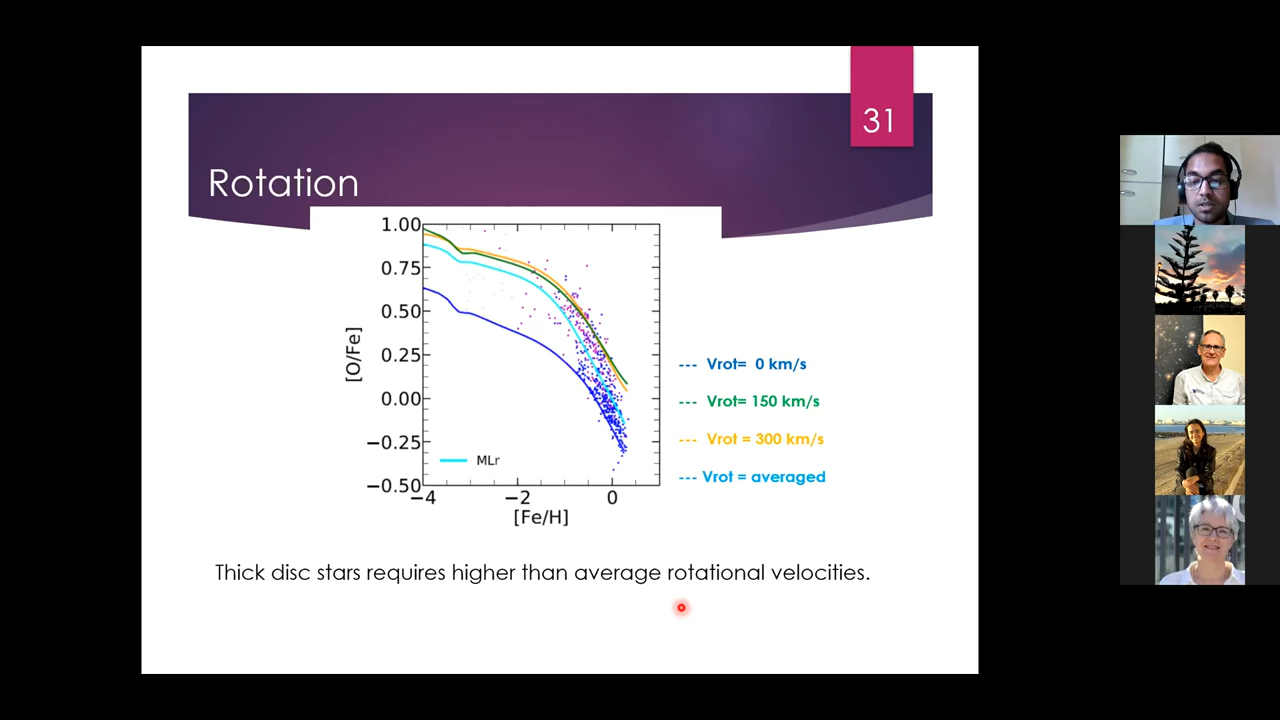 31
Rotation
1.00
0.75
0.50
0.25
0.00
−0.25
−0.50
[O/Fe]
−4
−2
0
[Fe/H]
MLr
--- Vrot= 0 km/s
--- Vrot= 150 km/s
--- Vrot = 300 km/s
--- Vrot = averaged
Thick disc stars requires higher than average rotational velocities.